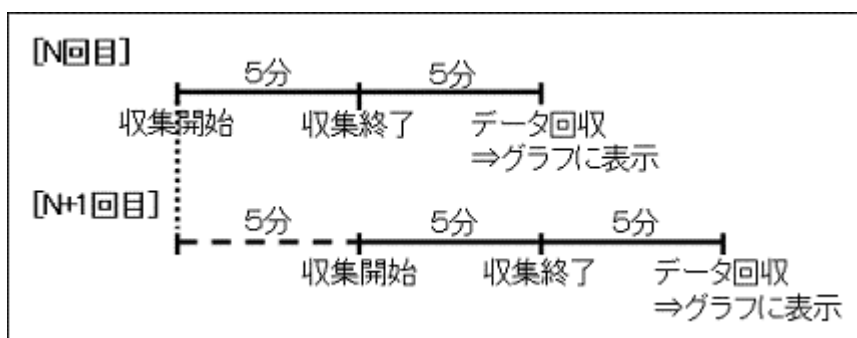 [N回目]
5分 5分
収集開始 収集終了 データ回収
⇒グラフに表示
[N+1回目]
5分 5分 5分
収集開始 収集終了 データ回収
⇒グラフに表示